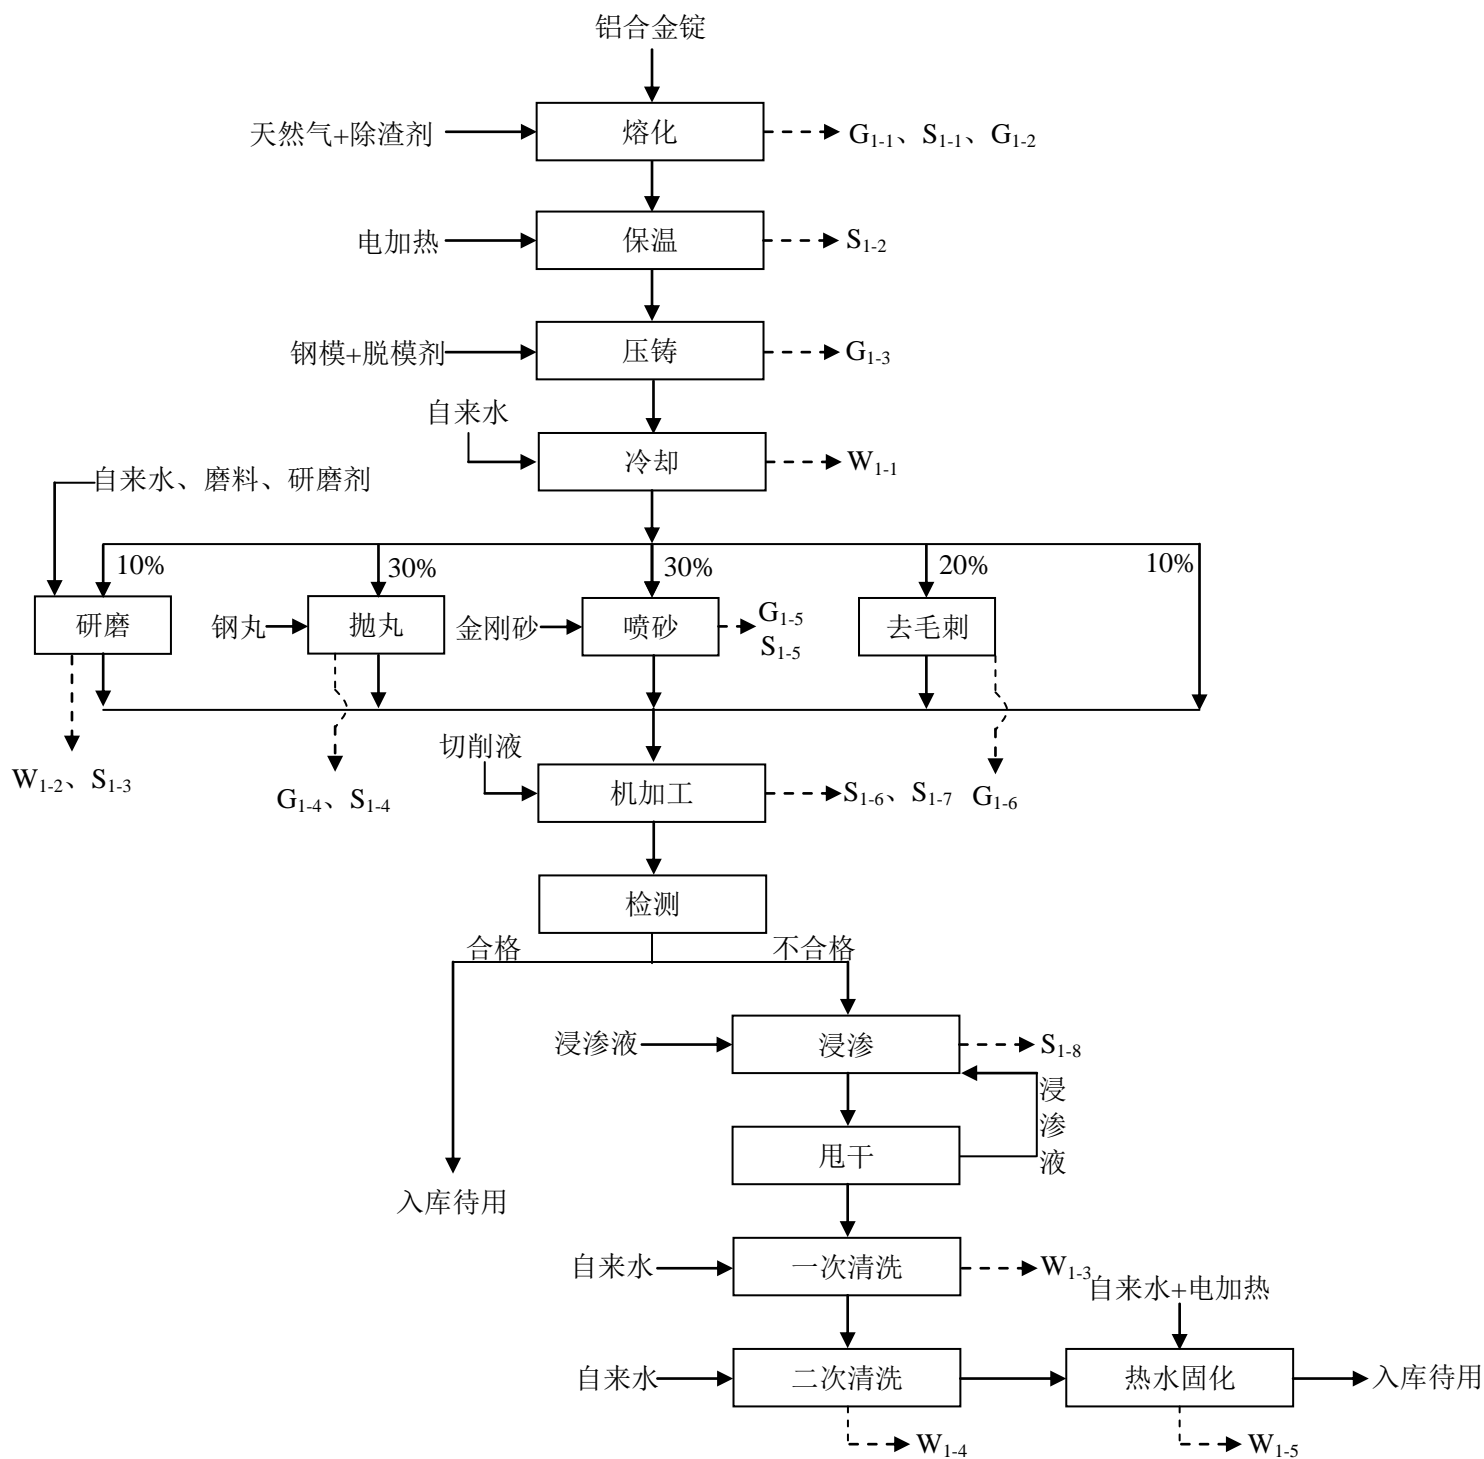 铝合金锭
天然气+除渣剂
熔化
G1-1、S1-1、G1-2
电加热
保温
S1-2
钢模+脱模剂
压铸
G1-3
自来水
冷却
W1-1
自来水、磨料、研磨剂
10%
30%
30%
20%
10%
研磨
钢丸
抛丸
金刚砂
喷砂
G1-5
S1-5
去毛刺
W1-2、S1-3
G1-4、S1-4
切削液
机加工
S1-6、S1-7
G1-6
检测
合格
不合格
浸渗液
浸渗
S1-8
浸渗液
甩干
入库待用
自来水
一次清洗
W1-3
自来水+电加热
自来水
二次清洗
热水固化
入库待用
W1-4
W1-5